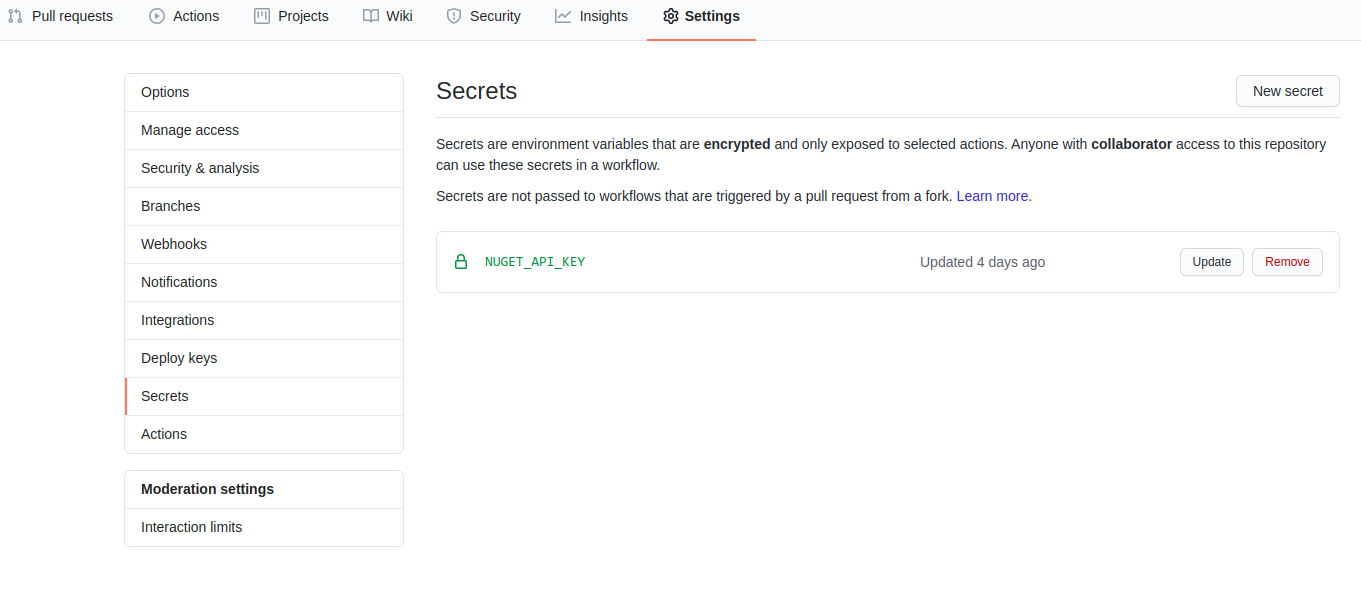 Pull requests Actions Projects Wiki Security Insights Settings
Options
Manage access
Security & analysis
Branches
Webhooks
Notifications
Integrations
Deploy keys
Secrets
Actions
Moderation settings
Interaction limits
Secrets
New secret
Secrets are environment variables that are encrypted and only exposed to selected actions. Anyone with collaborator access to this repository
can use these secrets in a workflow.
Secrets are not passed to workflows that are triggered by a pull request from a fork. Learn more.
NUGET_API_KEY Updated 4 days ago Update Remove